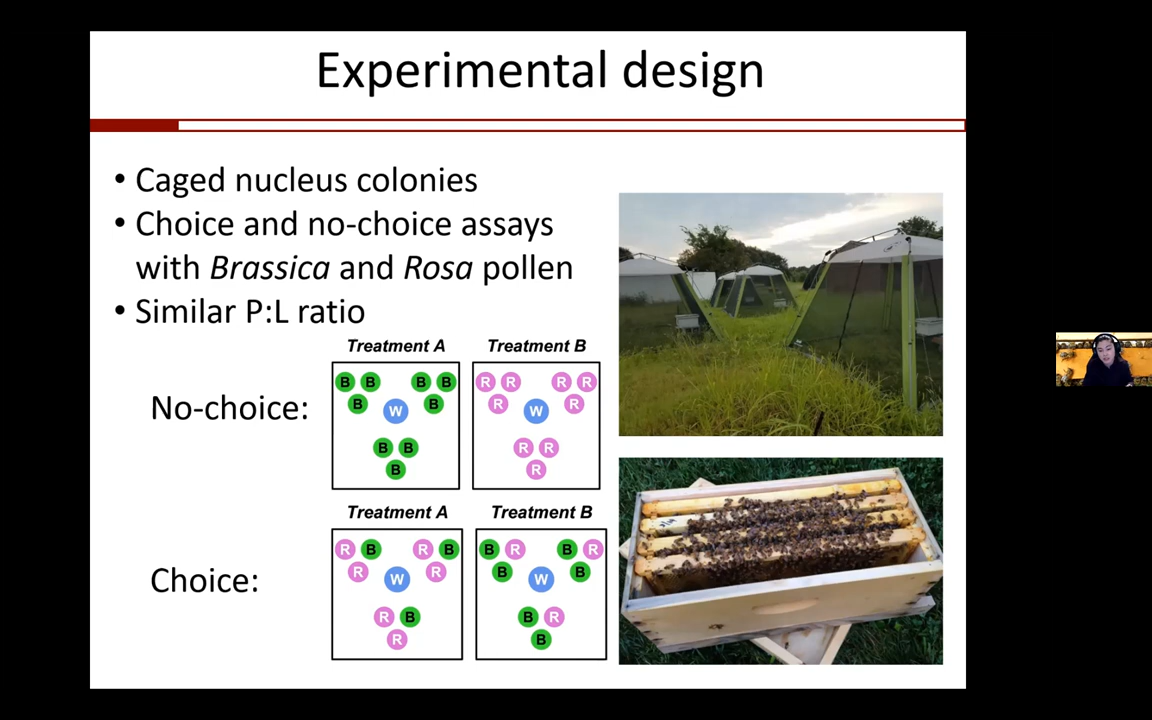 Experimental design
• Caged nucleus colonies
• Choice and no-choice assays
with Brassica and Rosa pollen
• Similar P:L ratio
Treatment A Treatment B
No-choice:
B B B B R R R R
B B R R
W W
B B R R
B R
Treatment A Treatment B
Choice:
R B R B B R B R
R R B B
W W
R B B R
R B